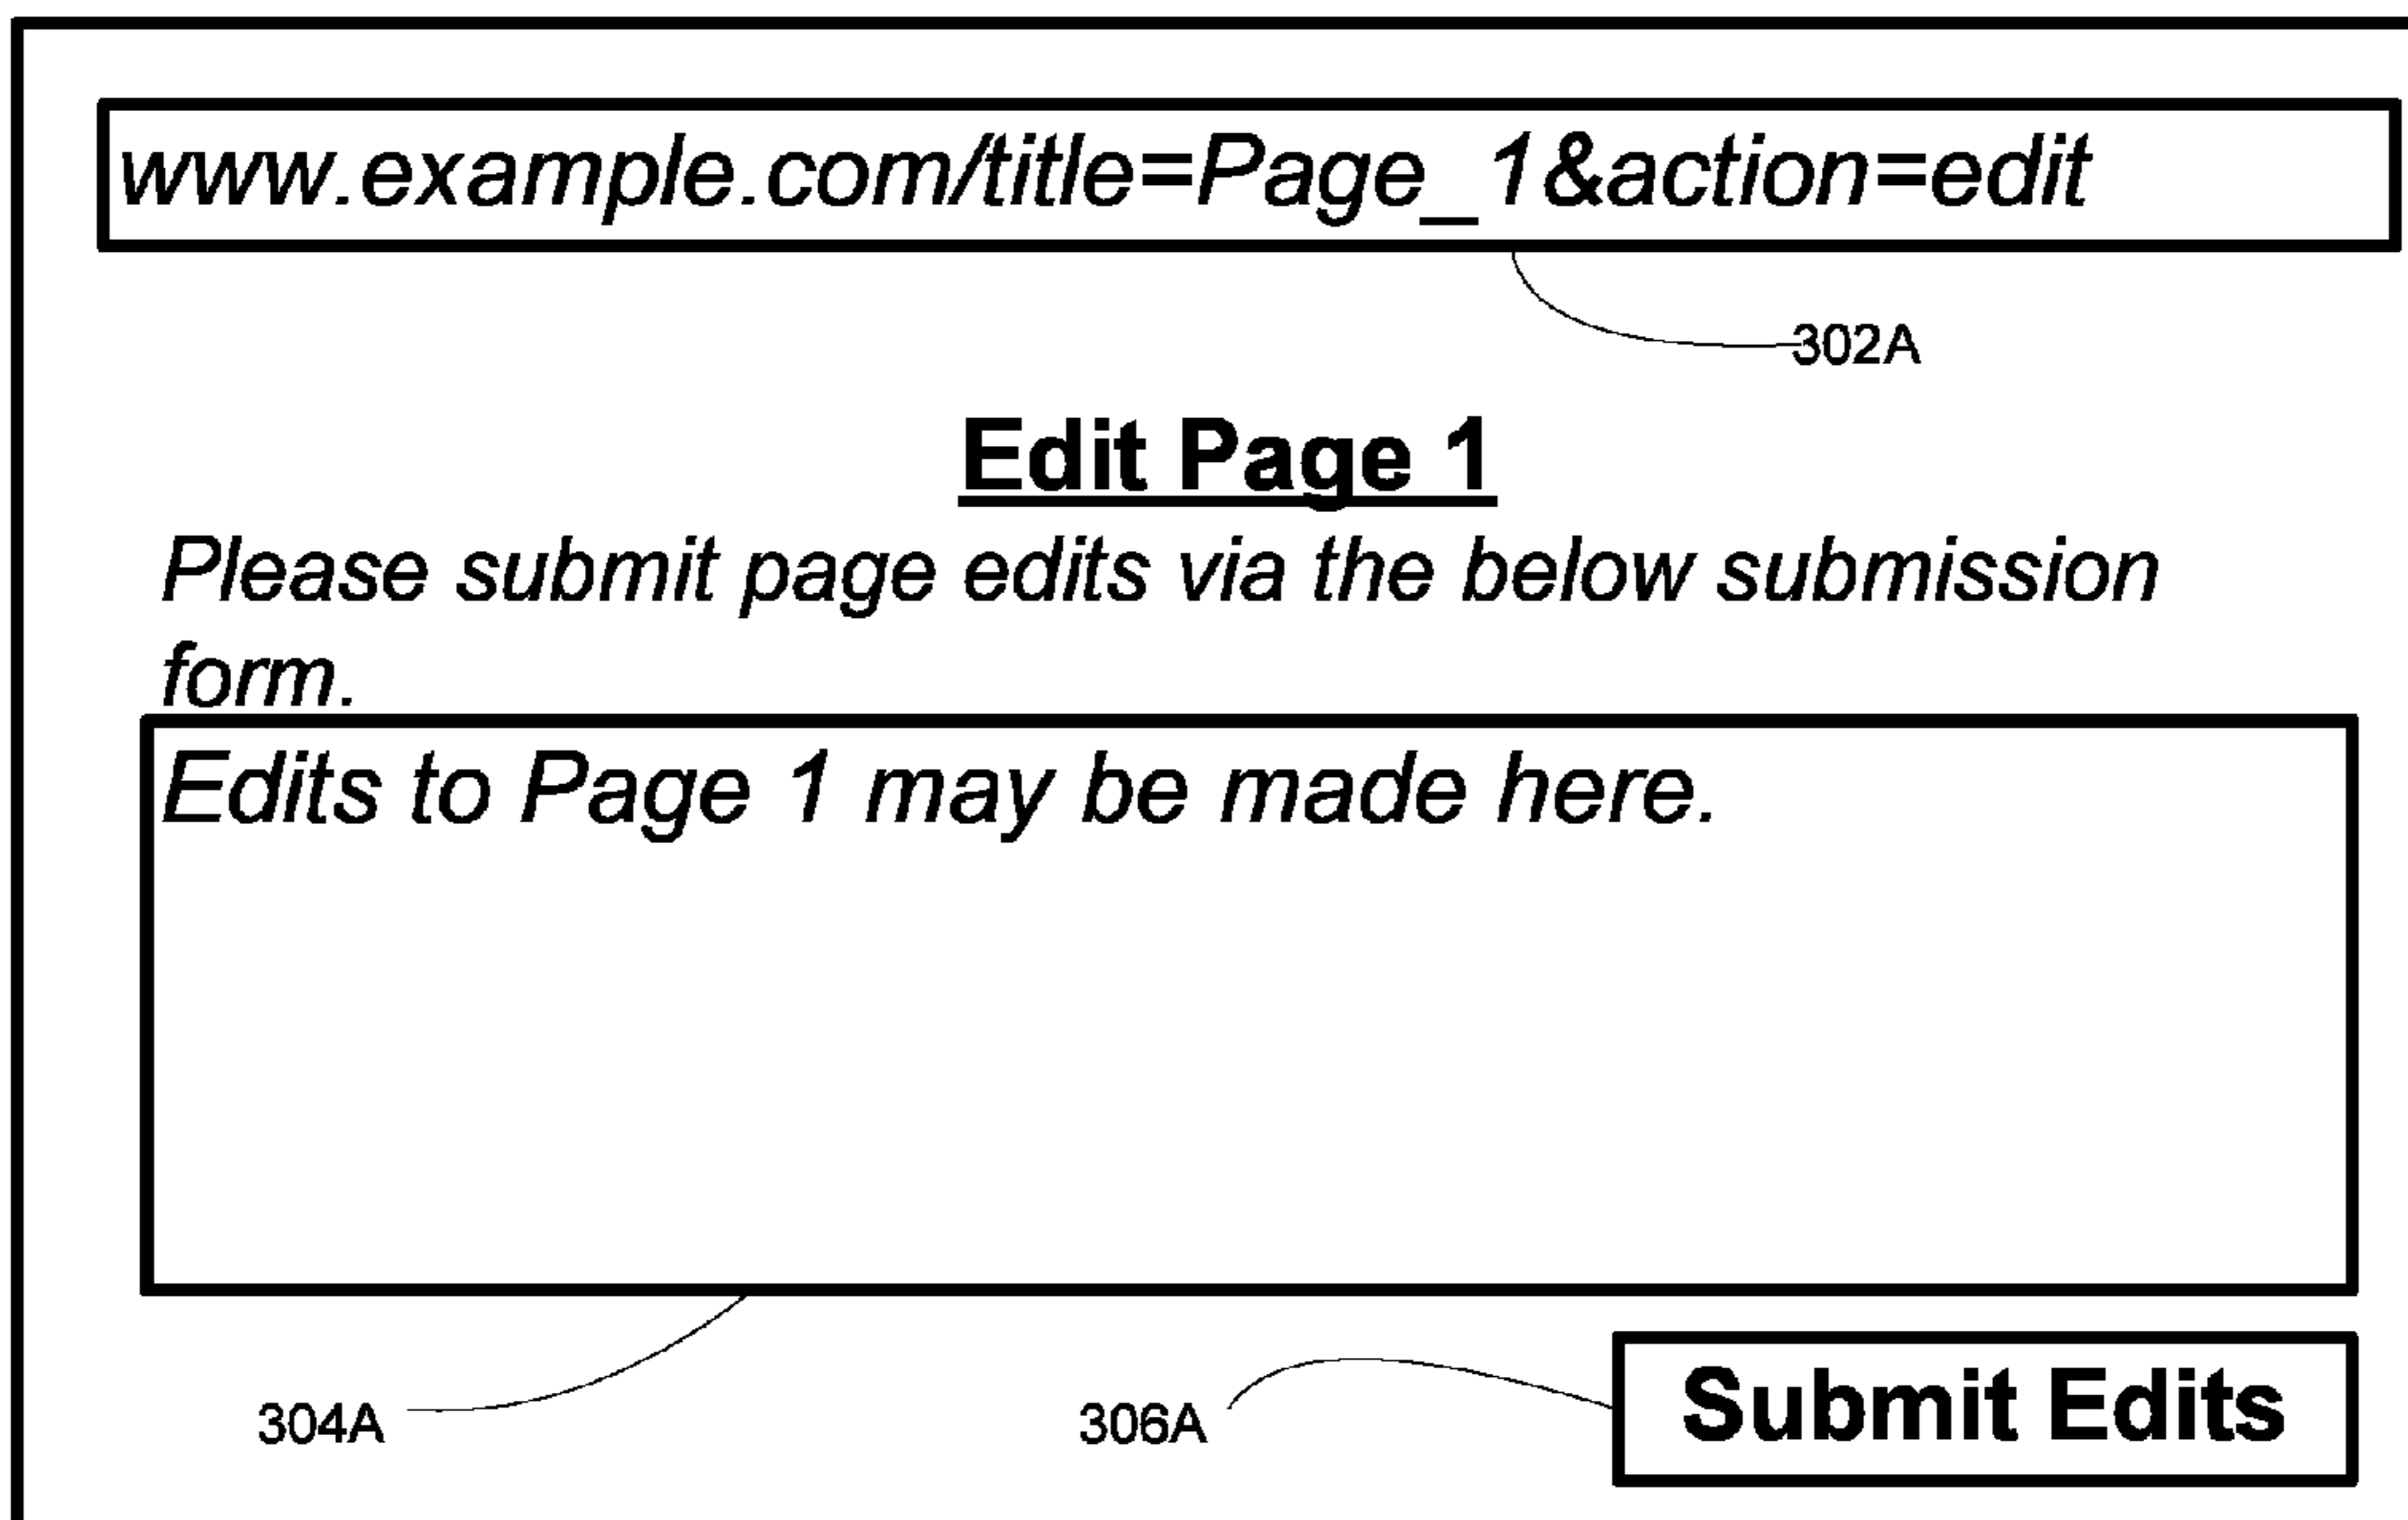 www.example.com/title=Page_1&action=edit
302A
Edit Page 1
Please submit page edits via the below submission
form.
Edits to Page 1 may be made here.
304A
306A
Submit Edits